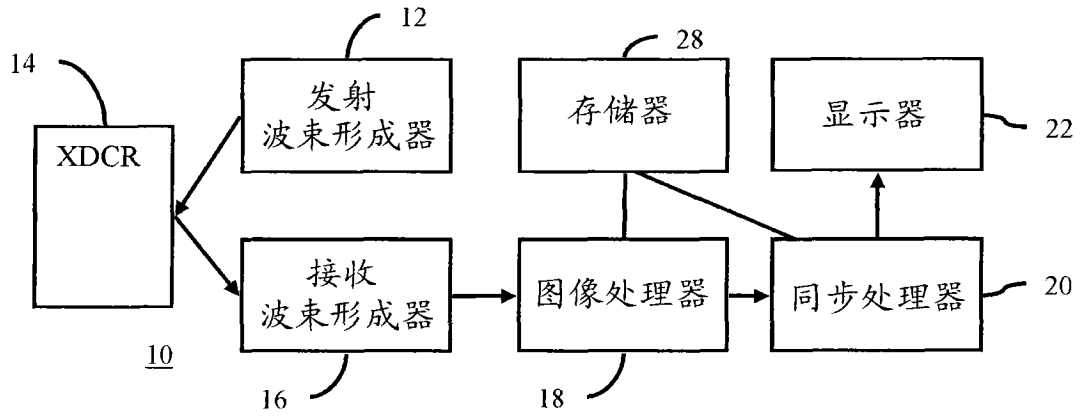 12
28
14
发射
波束形成器
存储器
显示器
22
XDCR
接收
波束形成器
图像处理器
同步处理器
20
10
16
18